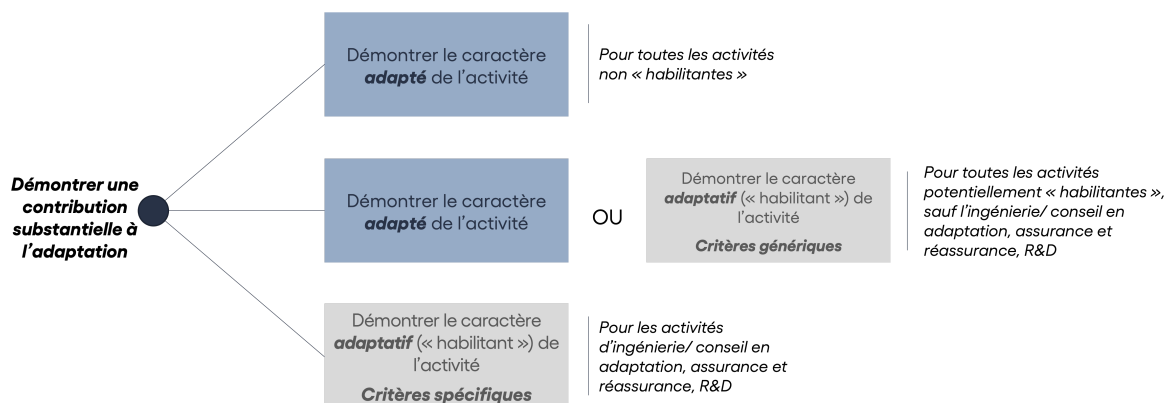 Démontrer une
contribution
substantielle à
l'adaptation
Démontrer le caractère
adapté de l'activité
Pour toutes les activités
non « habilitantes »
Démontrer le caractère
adapté de l'activité
OU
Démontrer le caractère
adaptatif (« habilitant ») de
l'activité
Critères génériques
Pour toutes les activités
potentiellement « habilitantes »,
sauf l'ingénierie/ conseil en
adaptation, assurance et
réassurance, R&D
Démontrer le caractère
adaptatif (« habilitant ») de
l'activité
Critères spécifiques
Pour les activités
d'ingénierie/ conseil en
adaptation, assurance et
réassurance, R&D